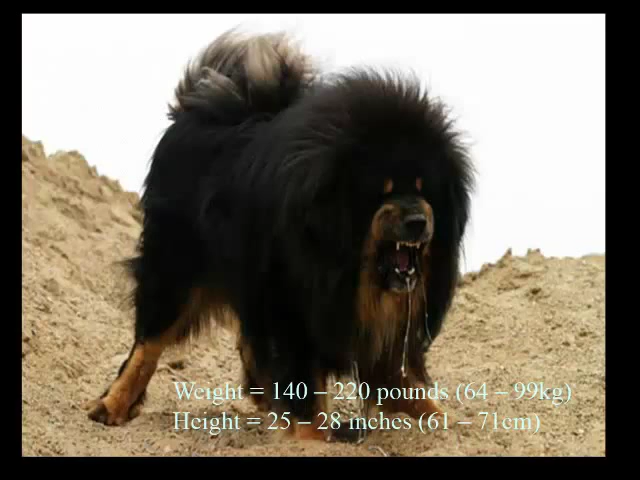 Weight = 140 – 220 pounds (64 – 99kg)
Height = 25 – 28 inches (61 – 71cm)